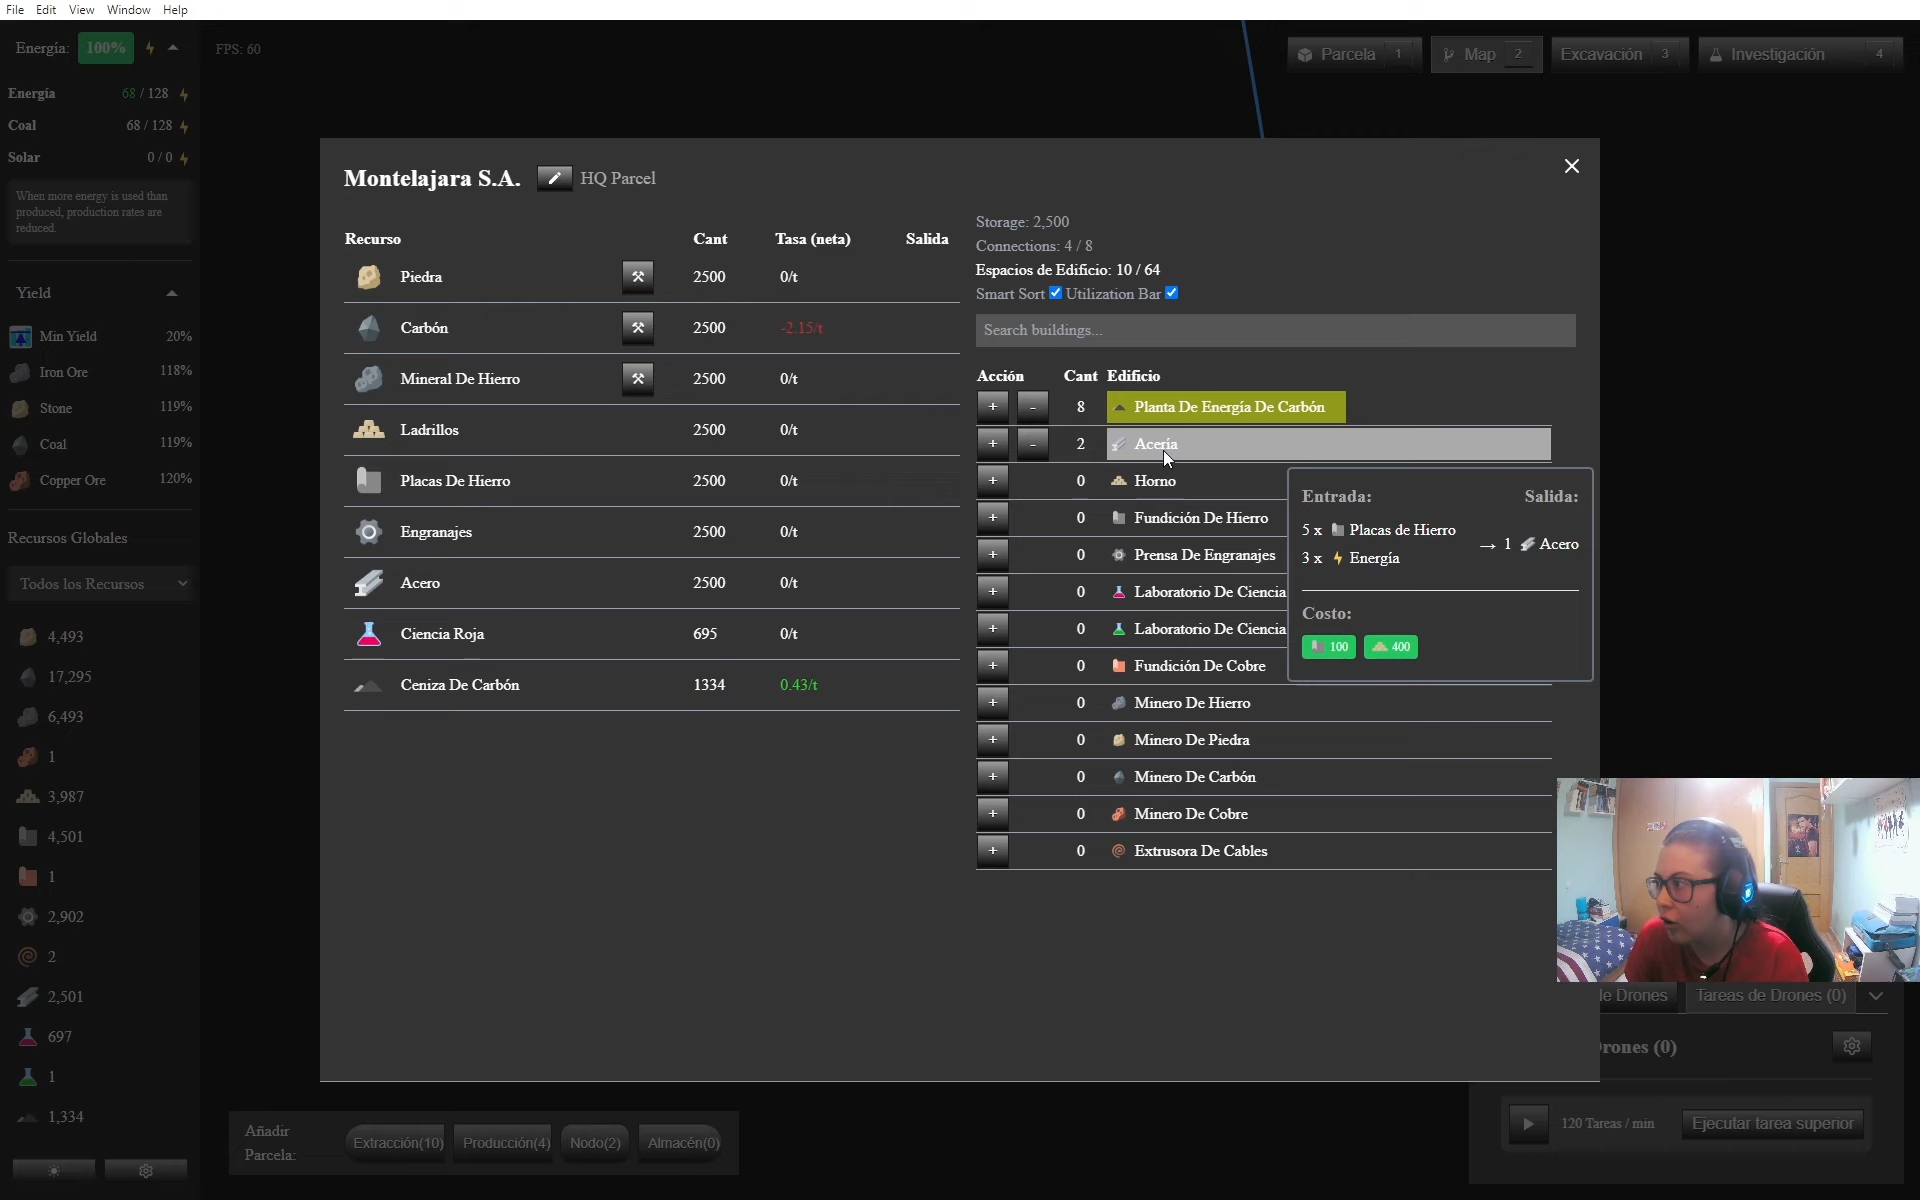 File Edit View Window Help
Energía: 100%
FPS: 60
Parcela 1
Map 2
Excavación 3
Investigación 4
Energía 68 / 128
Coal 68 / 128
Solar 0 / 0
When more energy is used than
produced, production rates are
reduced.
Yield
Min Yield 20%
Iron Ore 118%
Stone 119%
Coal 119%
Copper Ore 120%
Recursos Globales
Todos los Recursos
4,493
17,295
6,493
1
3,987
4,501
1
2,902
2
2,501
697
1
1,334
Montelajara S.A. HQ Parcel
Recurso Cant Tasa (neta) Salida
Piedra 2500 0/t
Carbón 2500 -2.15/t
Mineral De Hierro 2500 0/t
Ladrillos 2500 0/t
Placas De Hierro 2500 0/t
Engranajes 2500 0/t
Acero 2500 0/t
Ciencia Roja 695 0/t
Ceniza De Carbón 1334 0.43/t
Storage: 2,500
Connections: 4 / 8
Espacios de Edificio: 10 / 64
Smart Sort Utilization Bar
Search buildings...
Acción Cant Edificio
+ - 8 Planta De Energía De Carbón
+ - 2 Acería
+ 0 Horno
+ 0 Fundición De Hierro
+ 0 Prensa De Engranajes
+ 0 Laboratorio De Ciencia
+ 0 Laboratorio De Ciencia
+ 0 Fundición De Cobre
+ 0 Minero De Hierro
+ 0 Minero De Piedra
+ 0 Minero De Carbón
+ 0 Minero De Cobre
+ 0 Extrusora De Cables
Entrada: Salida:
5 x Placas de Hierro
→ 1 Acero
3 x Energía
Costo:
100 400
de Drones
Tareas de Drones (0)
Drones (0)
120 Tareas / min
Ejecutar tarea superior
Añadir
Parcela:
Extracción(10)
Producción(4)
Nodo(2)
Almacén(0)